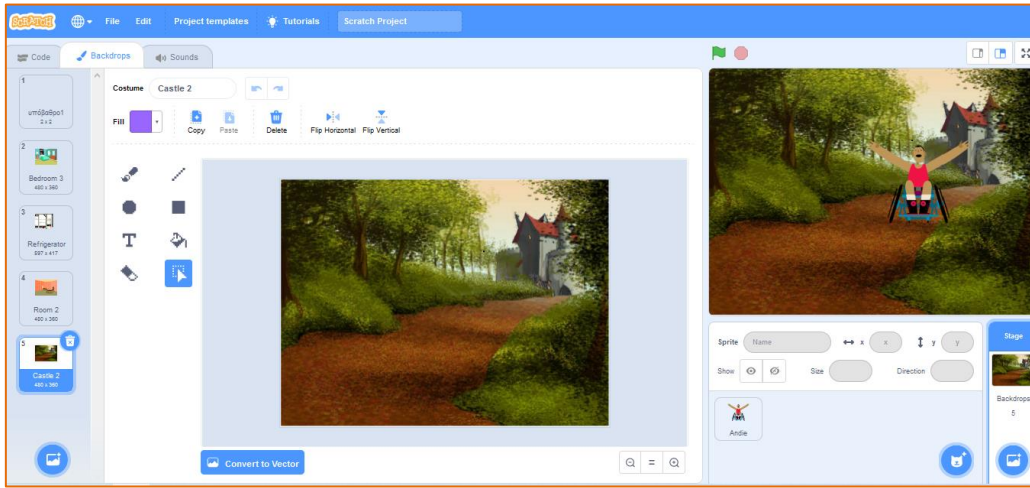 SCRATCH File Edit Project templates Tutorials Scratch Project
Code Backdrops Sounds
1
υπόβαθρο1
2 x 2
2
Bedroom 3
480 x 360
3
Refrigerator
597 x 417
4
Room 2
480 x 360
5
Castle 2
480 x 360
Costume Castle 2
Fill Copy Paste Delete Flip Horizontal Flip Vertical
T
Convert to Vector
=
Sprite Name x x y y
Show Size Direction
Andie
Stage
Backdrops
5